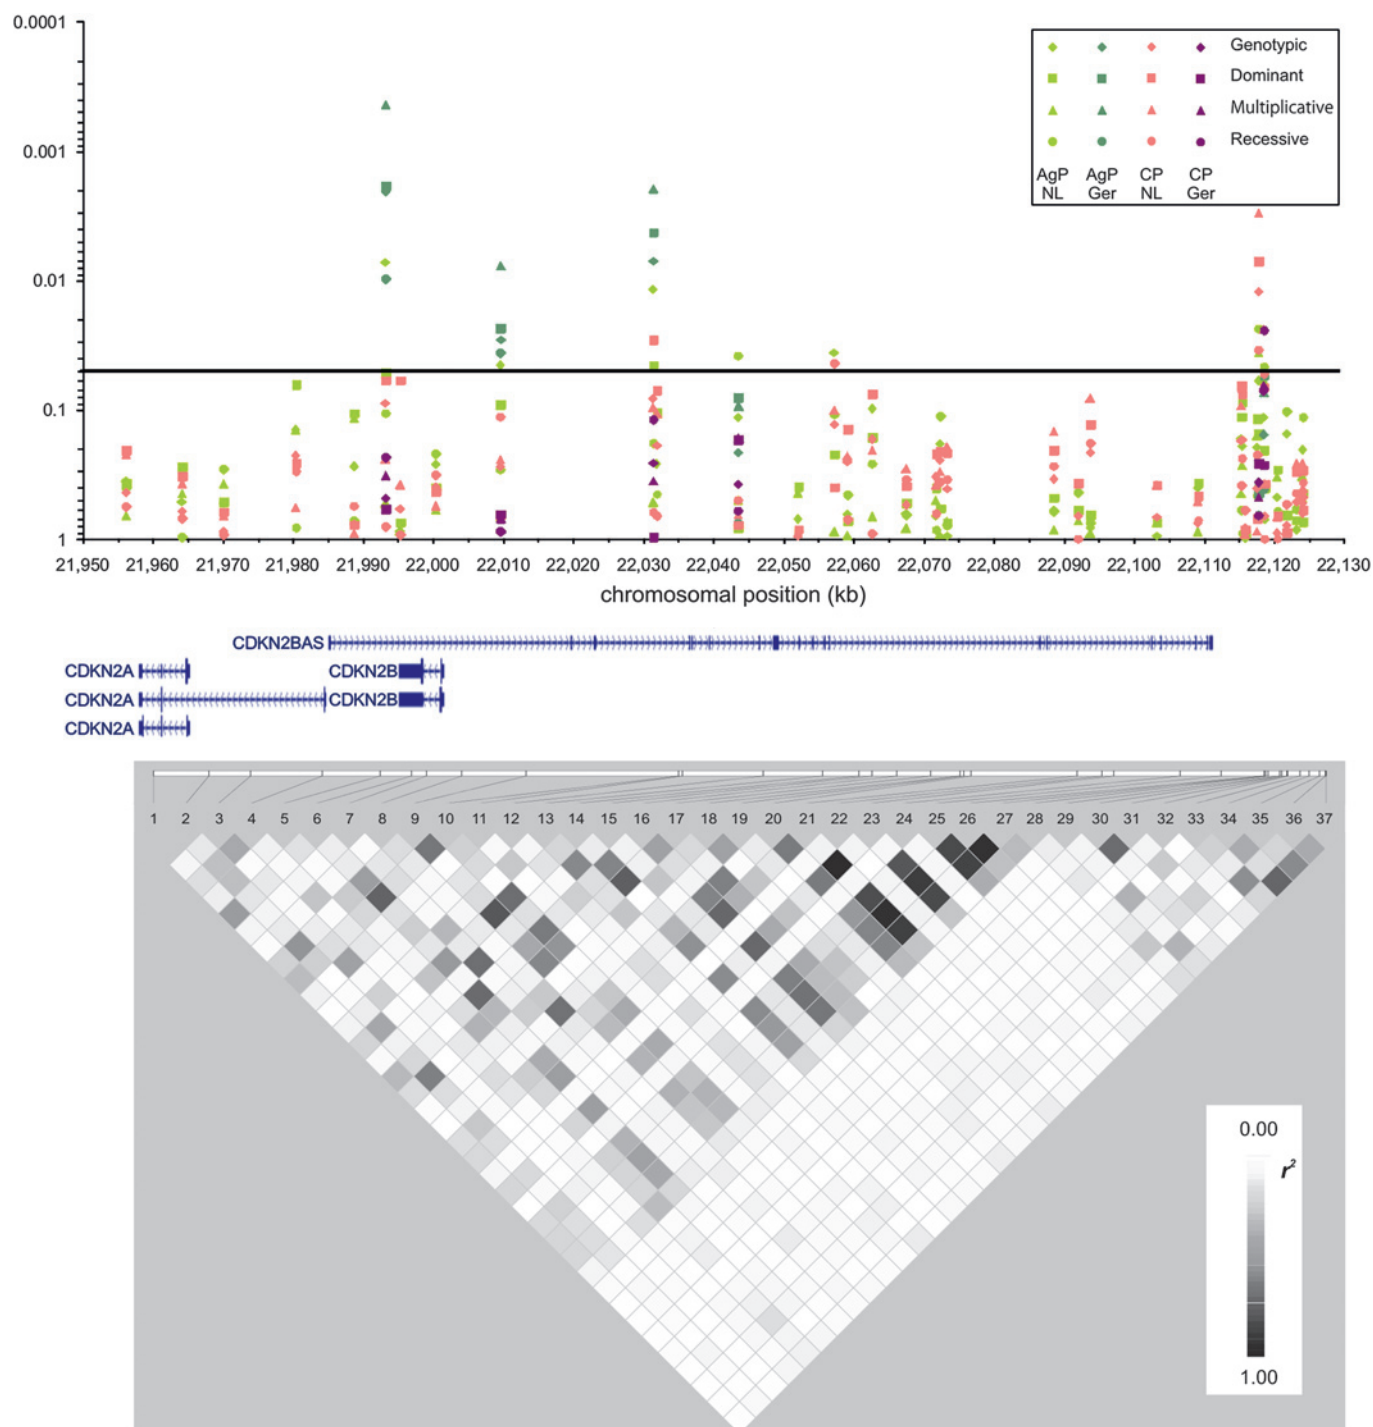 0.0001
0.001
0.01
0.1
1
Genotypic
Dominant
Multiplicative
Recessive
AgP AgP CP CP
NL Ger NL Ger
21,950 21,960 21,970 21,980 21,990 22,000 22,010 22,020 22,030 22,040 22,050 22,060 22,070 22,080 22,090 22,100 22,110 22,120 22,130
chromosomal position (kb)
CDKN2BAS
CDKN2A CDKN2B
CDKN2A CDKN2B
CDKN2A
1 2 3 4 5 6 7 8 9 10 11 12 13 14 15 16 17 18 19 20 21 22 23 24 25 26 27 28 29 30 31 32 33 34 35 36 37
0.00
r²
1.00